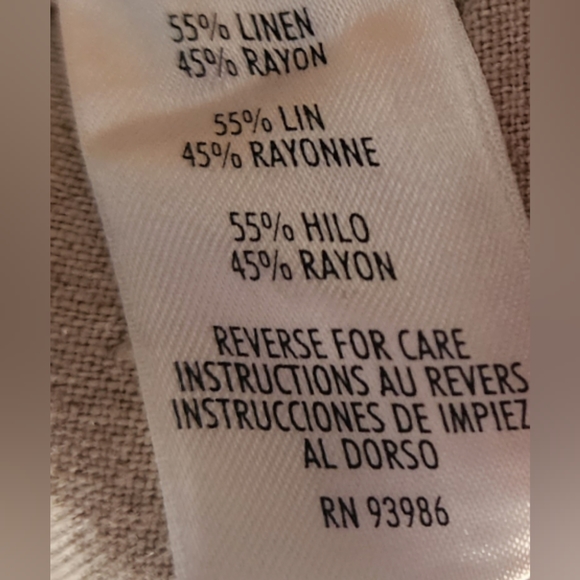 55% LINEN
45% RAYON
55% LIN
45% RAYONNE
55% HILO
45% RAYON
REVERSE FOR CARE
INSTRUCTIONS AU REVERS
INSTRUCCIONES DE IMPIEZ
AL DORSO
RN 93986